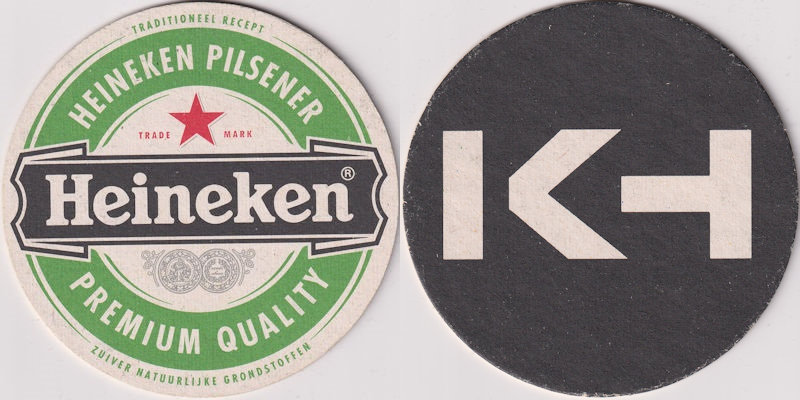 TRADITIONEEL RECEPT
HEINEKEN PILSENER
TRADE MARK
Heineken®
PREMIUM QUALITY
ZUIVER NATUURLIJKE GRONDSTOFFEN
KH